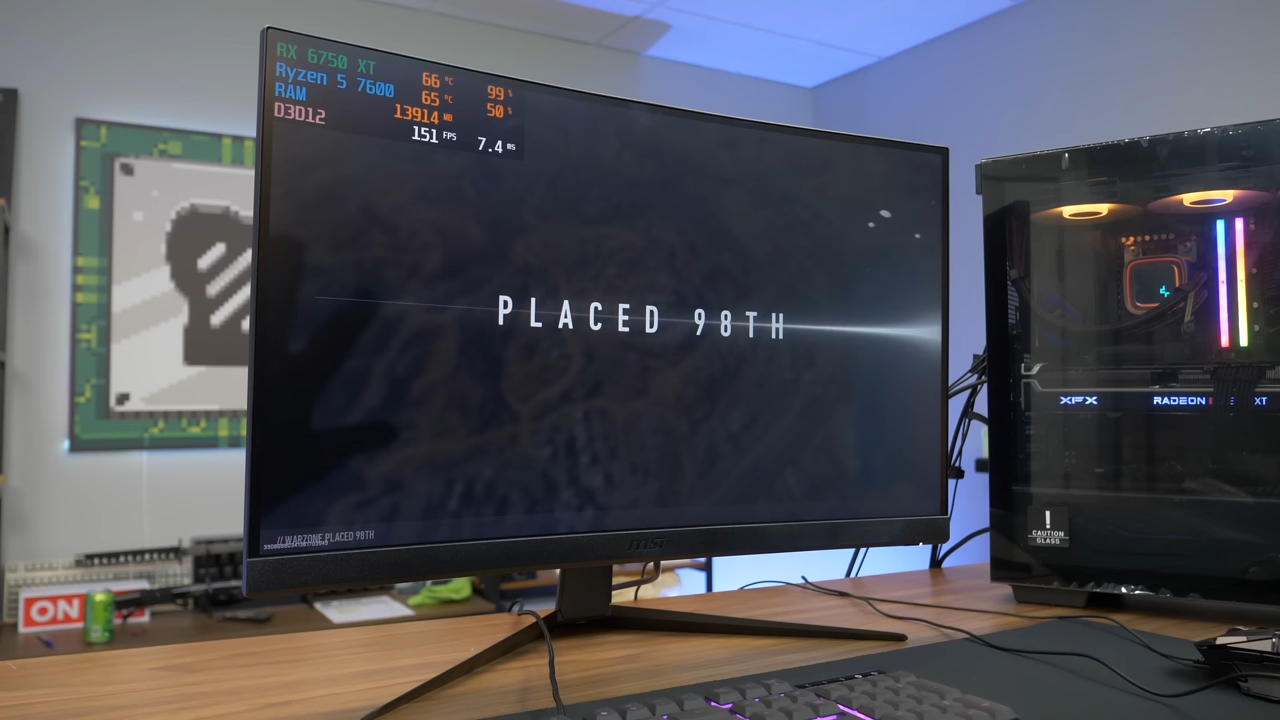 RX 6750 XT 66 °C 99 %
Ryzen 5 7600 65 °C 50 %
RAM 13914 MB
D3D12 151 FPS 7.4 ms
PLACED 98TH
// WARZONE PLACED 98TH
msi
XFX RADEON XT
! 
CAUTION
GLASS
ON